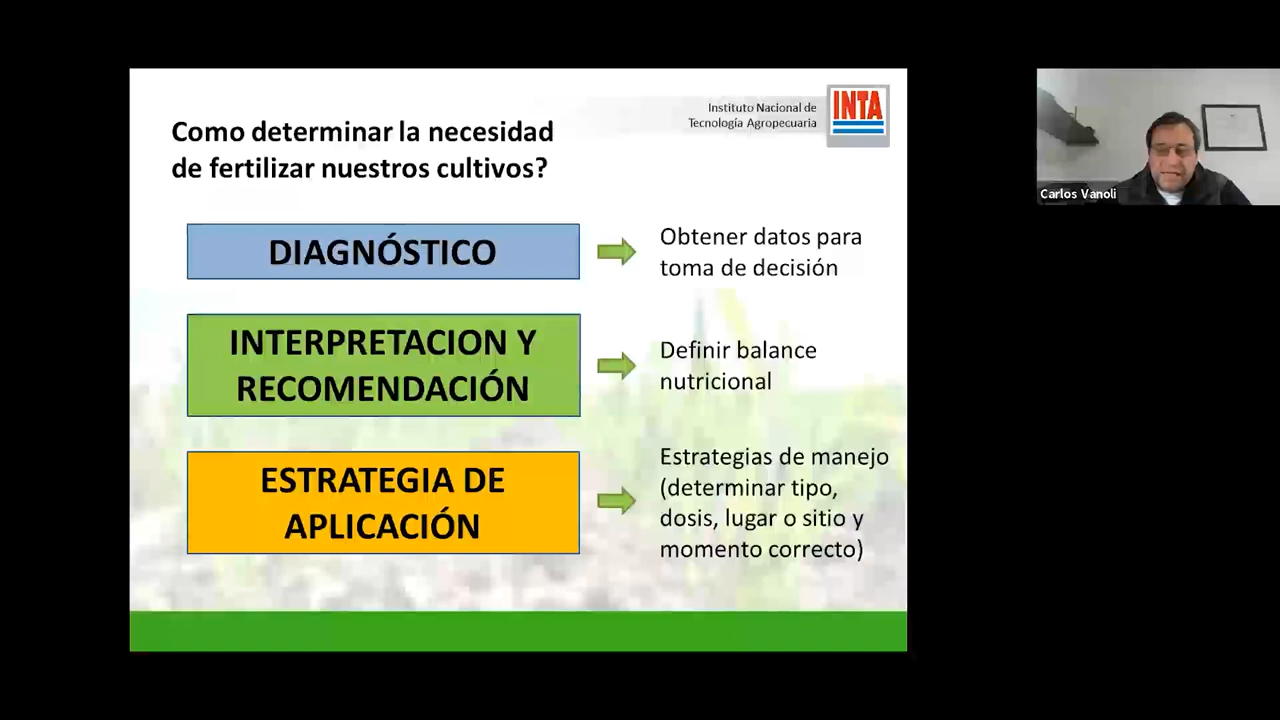 Instituto Nacional de
Tecnología Agropecuaria
INTA
Como determinar la necesidad
de fertilizar nuestros cultivos?
DIAGNÓSTICO
Obtener datos para
toma de decisión
INTERPRETACION Y
RECOMENDACIÓN
Definir balance
nutricional
ESTRATEGIA DE
APLICACIÓN
Estrategias de manejo
(determinar tipo,
dosis, lugar o sitio y
momento correcto)
Carlos Vanoli